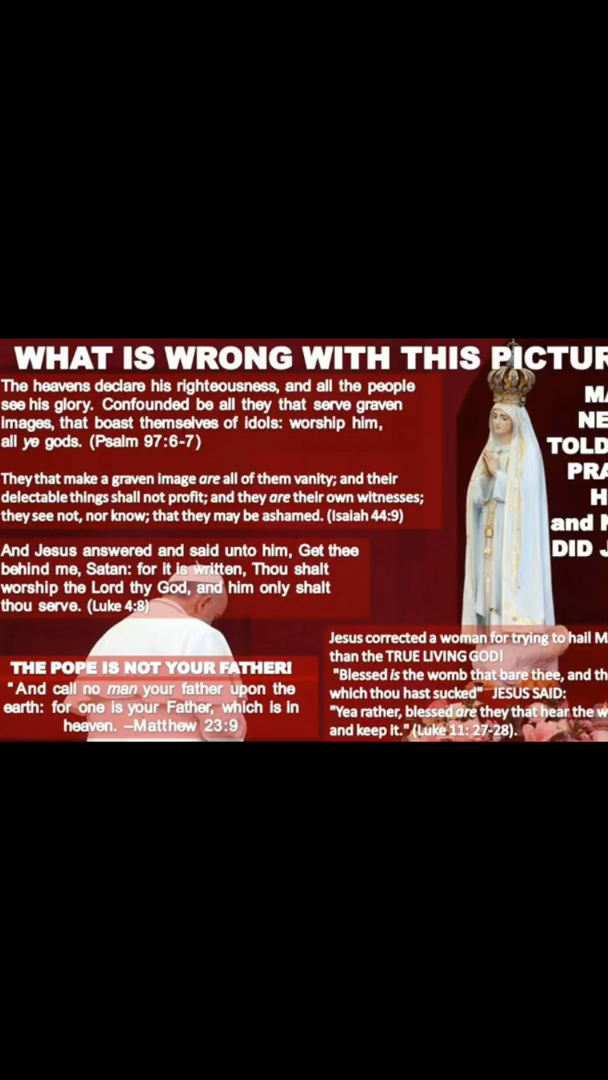 WHAT IS WRONG WITH THIS PICTUR
The heavens declare his righteousness, and all the people
see his glory. Confounded be all they that serve graven
images, that boast themselves of idols: worship him,
all ye gods. (Psalm 97:6-7)
They that make a graven image are all of them vanity; and their
delectable things shall not profit; and they are their own witnesses;
they see not, nor know; that they may be ashamed. (Isaiah 44:9)
And Jesus answered and said unto him, Get thee
behind me, Satan: for it is written, Thou shalt
worship the Lord thy God, and him only shalt
thou serve. (Luke 4:8)
THE POPE IS NOT YOUR FATHER!
"And call no man your father upon the
earth: for one is your Father, which is in
heaven. –Matthew 23:9
MA
NE
TOLD
PRA
H
and N
DID J
Jesus corrected a woman for trying to hail M
than the TRUE LIVING GOD!
"Blessed is the womb that bare thee, and th
which thou hast sucked" JESUS SAID:
"Yea rather, blessed are they that hear the w
and keep it." (Luke 11: 27-28).